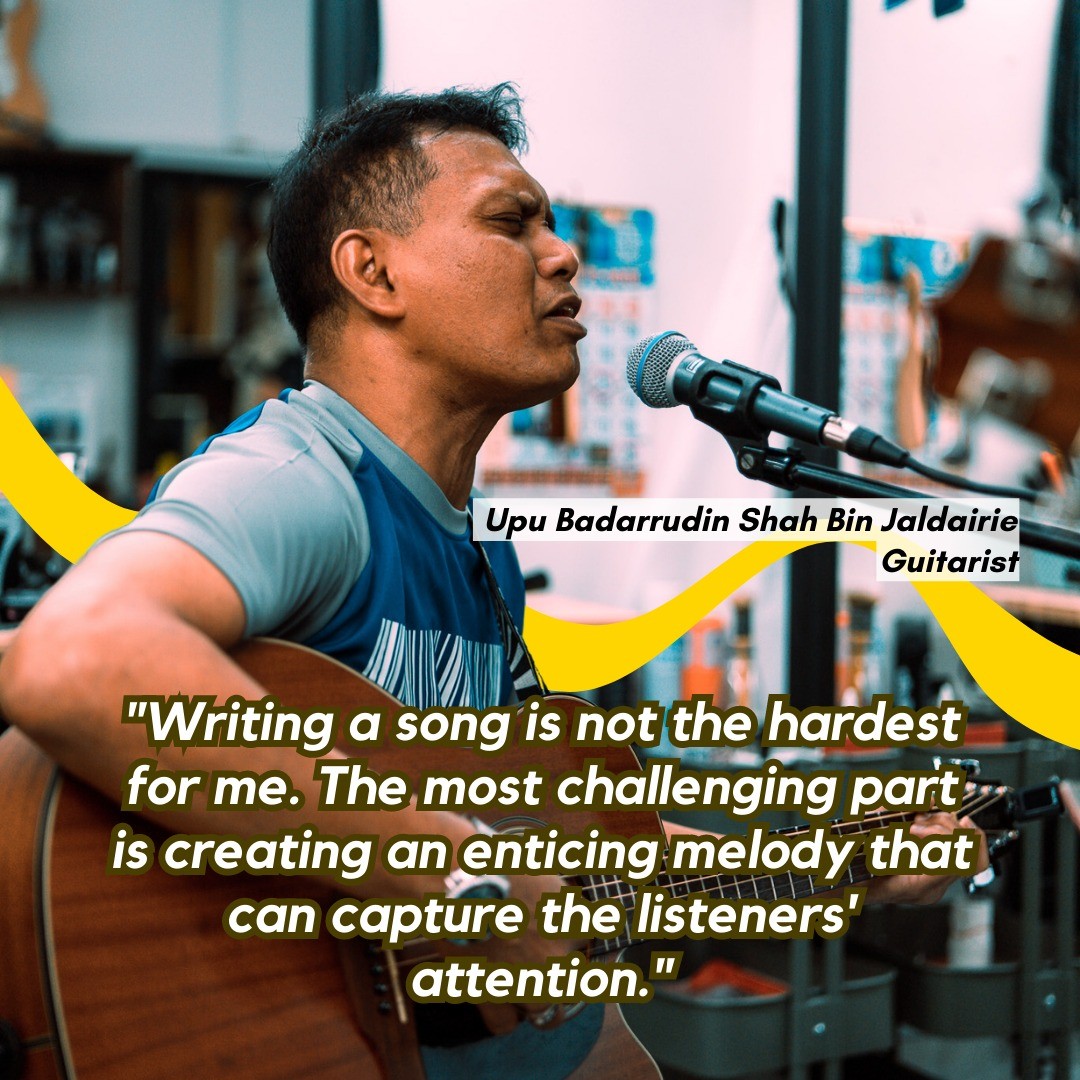 Upu Badarrudin Shah Bin Jaldairie
Guitarist
"Writing a song is not the hardest
for me. The most challenging part
is creating an enticing melody that
can capture the listeners'
attention."